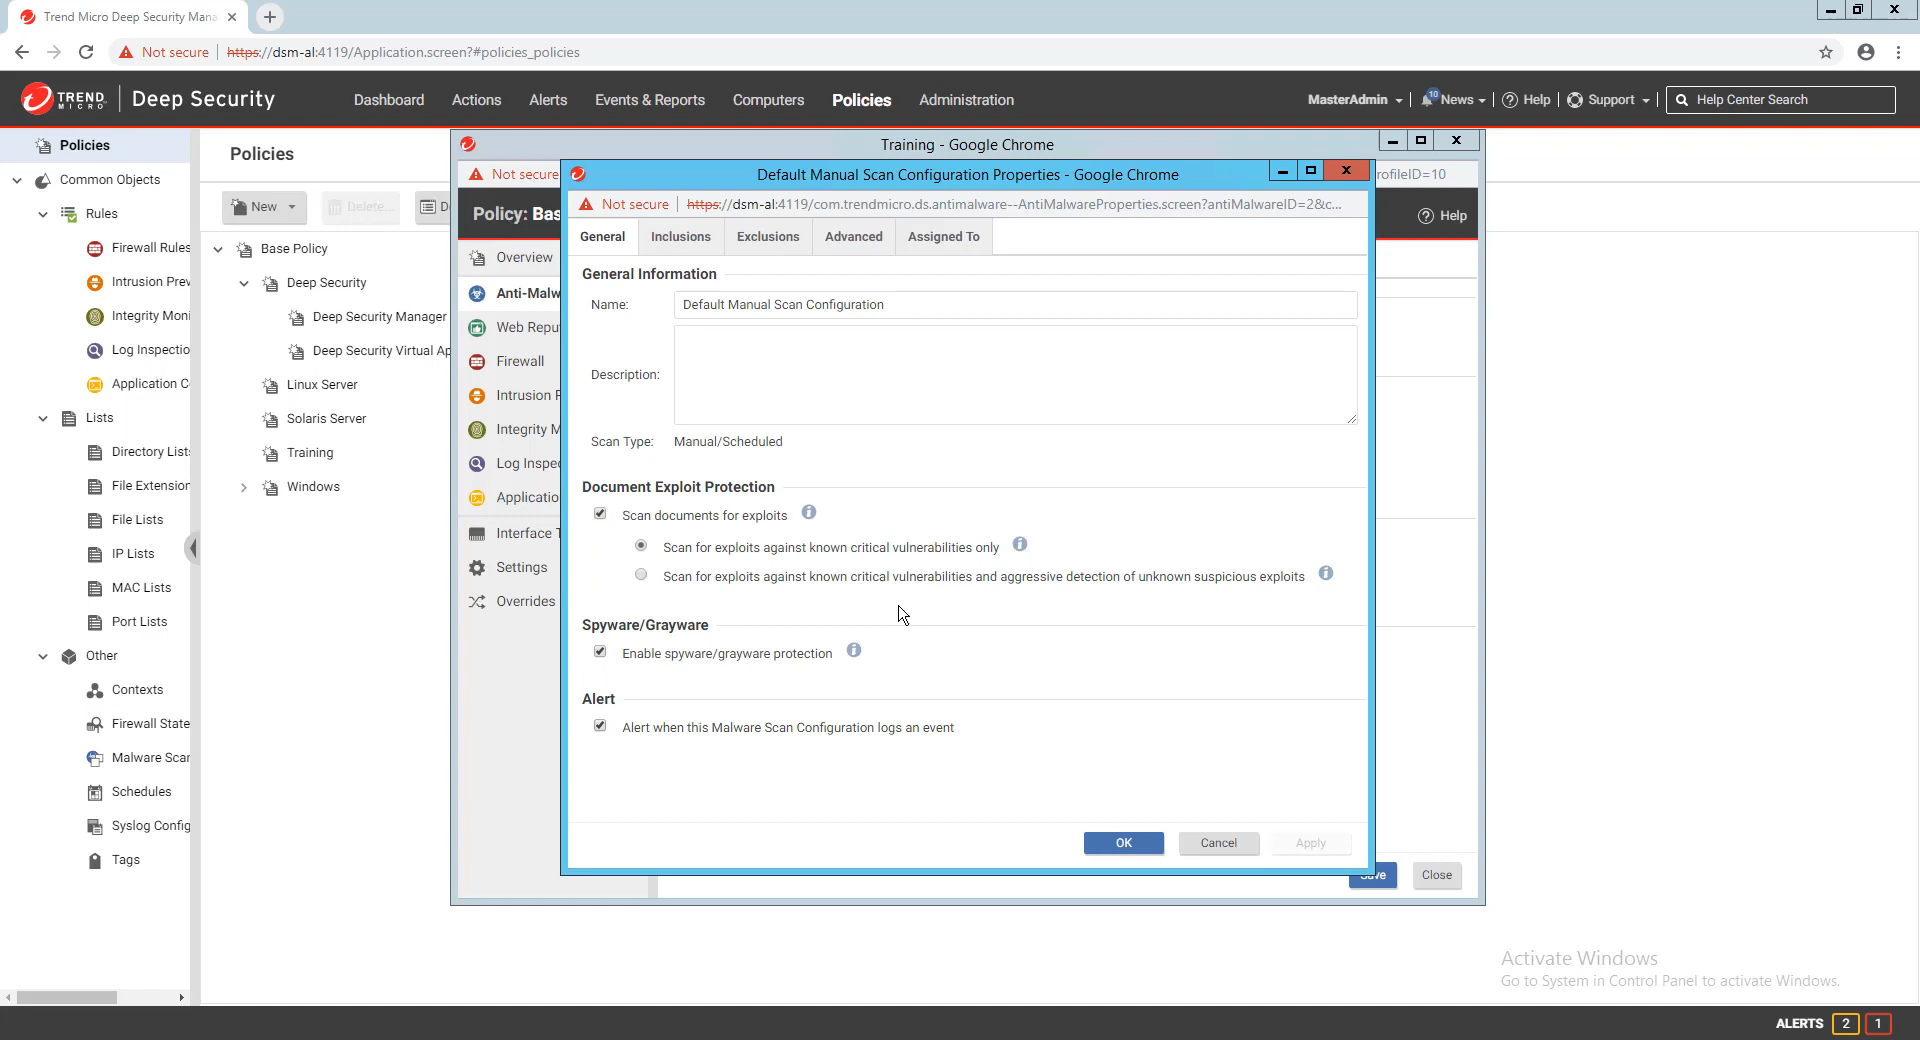 Trend Micro Deep Security Mana
Not secure
https://dsm-al:4119/Application.screen?#policies_policies
TREND
MICRO
Deep Security
Dashboard
Actions
Alerts
Events & Reports
Computers
Policies
Administration
MasterAdmin
10
News
Help
Support
Help Center Search
Policies
Common Objects
Rules
Firewall Rules
Intrusion Prev
Integrity Moni
Log Inspectio
Application C
Lists
Directory List
File Extension
File Lists
IP Lists
MAC Lists
Port Lists
Other
Contexts
Firewall State
Malware Scar
Schedules
Syslog Config
Tags
Policies
New
Delete...
D
Base Policy
Deep Security
Deep Security Manager
Deep Security Virtual Ap
Linux Server
Solaris Server
Training
Windows
Training - Google Chrome
Not secure
rofileID=10
Policy: Bas
Help
Overview
Anti-Malw
Web Repu
Firewall
Intrusion P
Integrity M
Log Inspec
Applicatio
Interface T
Settings
Overrides
Default Manual Scan Configuration Properties - Google Chrome
Not secure
https://dsm-al:4119/com.trendmicro.ds.antimalware--AntiMalwareProperties.screen?antiMalwareID=2&c...
General
Inclusions
Exclusions
Advanced
Assigned To
General Information
Name:
Default Manual Scan Configuration
Description:
Scan Type:
Manual/Scheduled
Document Exploit Protection
Scan documents for exploits
Scan for exploits against known critical vulnerabilities only
Scan for exploits against known critical vulnerabilities and aggressive detection of unknown suspicious exploits
Spyware/Grayware
Enable spyware/grayware protection
Alert
Alert when this Malware Scan Configuration logs an event
OK
Cancel
Apply
Save
Close
Activate Windows
Go to System in Control Panel to activate Windows.
ALERTS
2
1